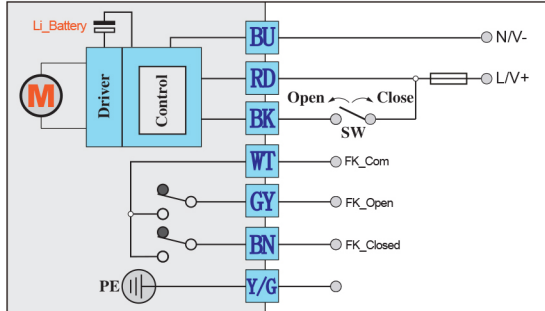 Li_Battery
M
Driver
Control
BU
N/V-
RD
L/V+
Open
Close
SW
BK
WT
FK_Com
GY
FK_Open
BN
FK_Closed
PE
Y/G